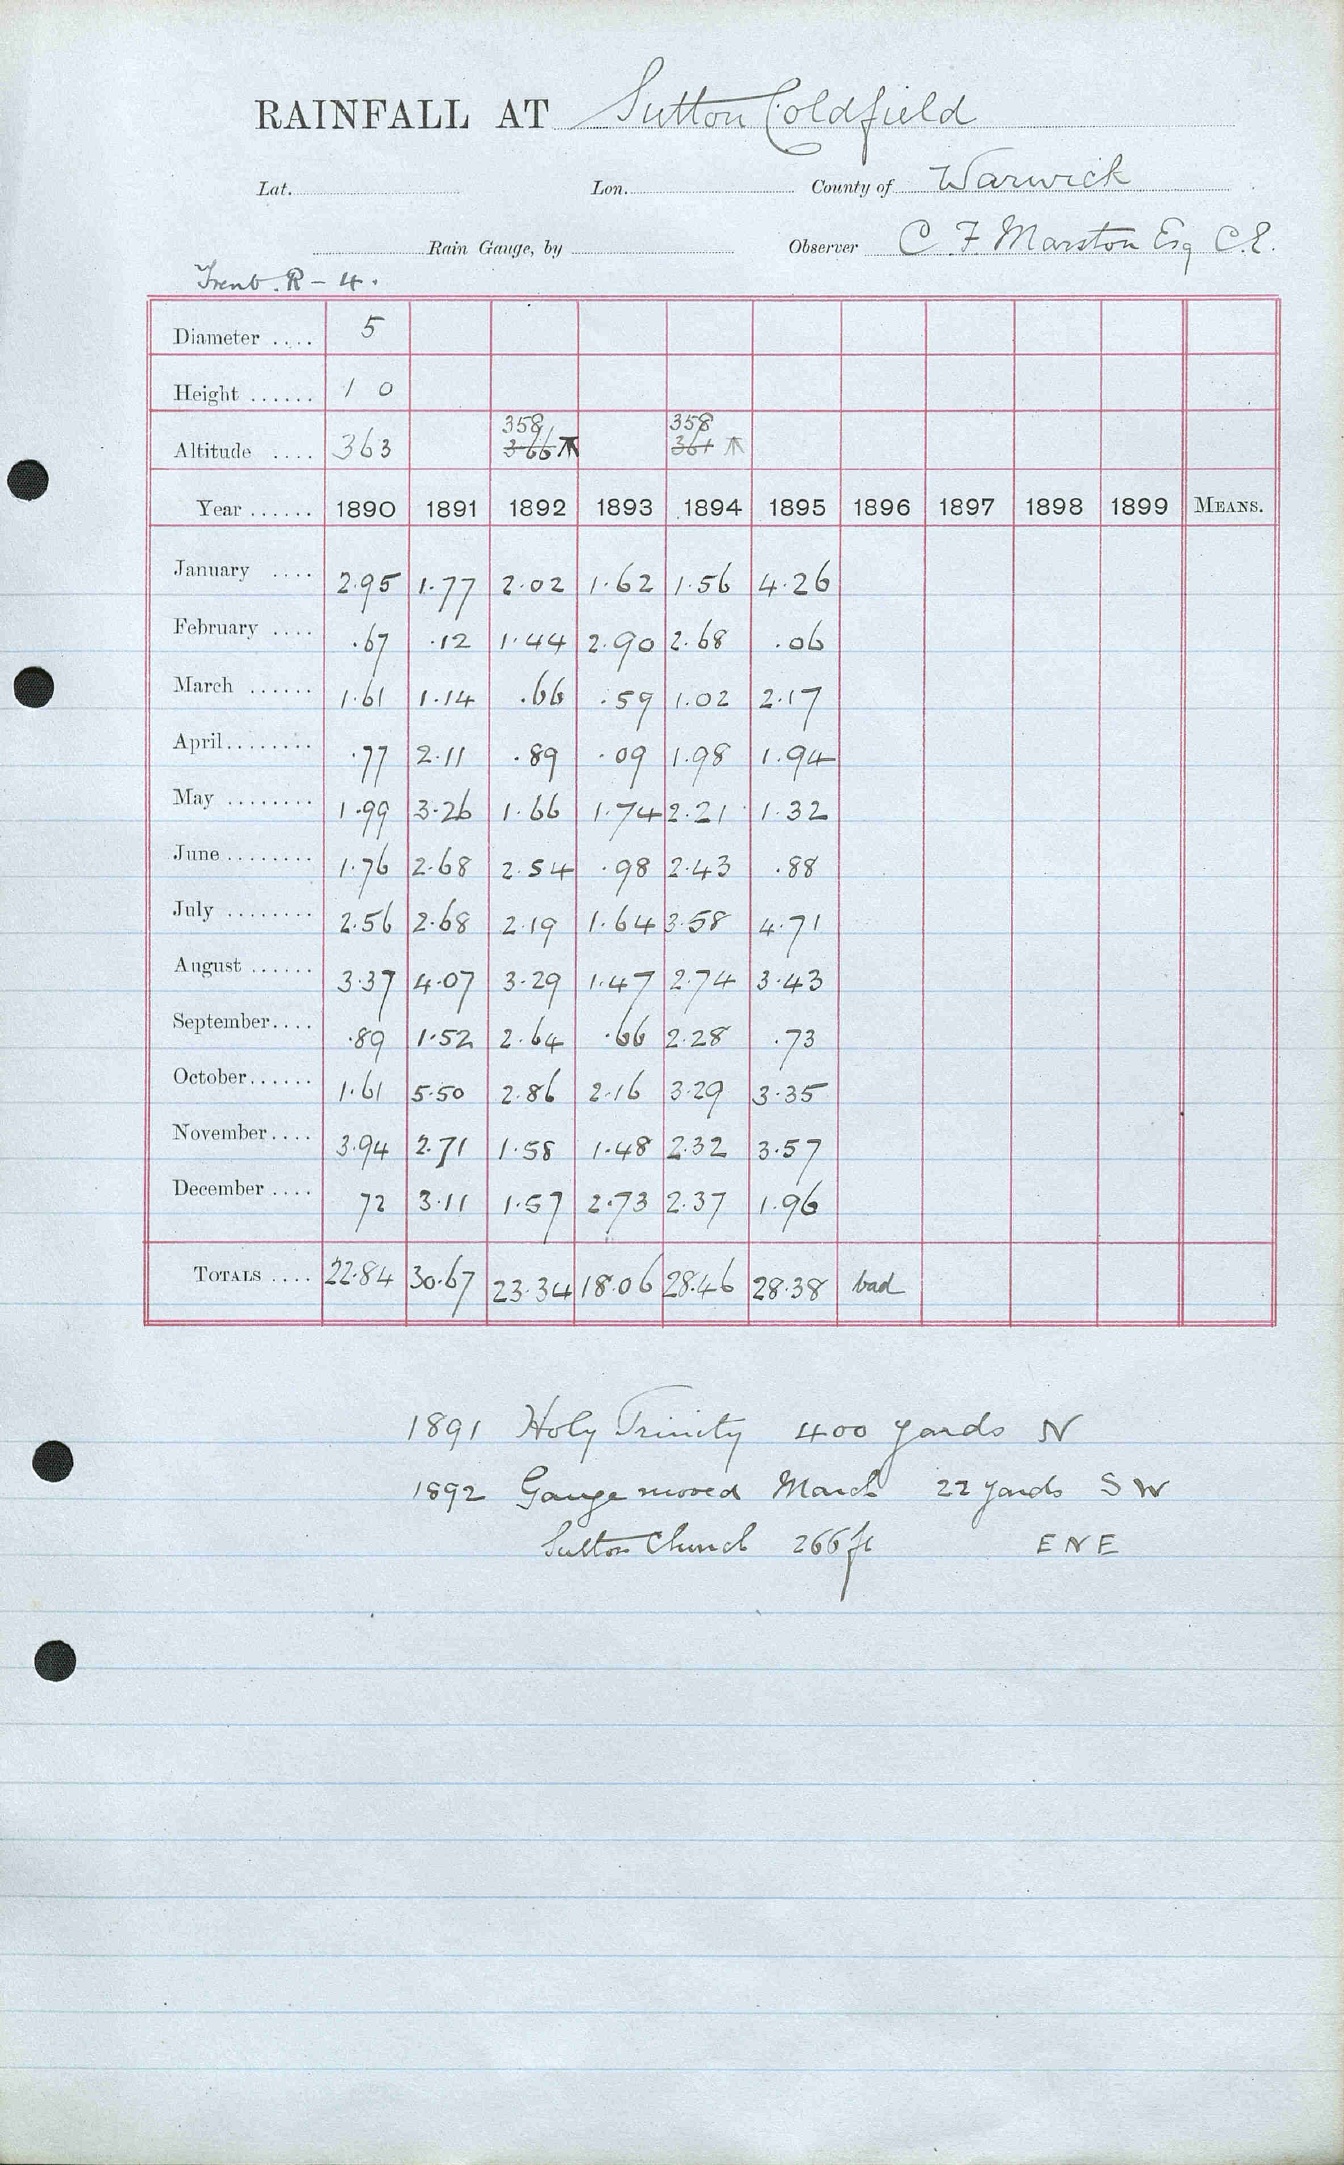 RAINFALL AT Sutton Coldfield
Lat. Lon. County of Warwick
Rain Gauge, by Observer C. F. Marston Esq C.E.
Trent. R - 4.
Diameter .... 5
Height ...... 1 0
Altitude .... 363 358 366 358 361
Year ...... 1890 1891 1892 1893 1894 1895 1896 1897 1898 1899 MEANS.
January .... 2.95 1.77 2.02 1.62 1.56 4.26
February .... .67 .12 1.44 2.90 2.68 .06
March ...... 1.61 1.14 .66 .59 1.02 2.17
April........ .77 2.11 .89 .09 1.98 1.94
May ........ 1.99 3.26 1.66 1.74 2.21 1.32
June ........ 1.76 2.68 2.54 .98 2.43 .88
July ........ 2.56 2.68 2.19 1.64 3.58 4.71
August ...... 3.37 4.07 3.29 1.47 2.74 3.43
September.... .89 1.52 2.64 .66 2.28 .73
October...... 1.61 5.50 2.86 2.16 3.29 3.35
November.... 3.94 2.71 1.58 1.48 2.32 3.57
December .... 72 3.11 1.57 2.73 2.37 1.96
TOTALS .... 22.84 30.67 23.34 18.06 28.46 28.38 bad
1891 Holy Trinity 400 yards N
1892 Gauge moved March 22 yards S W
Sutton Church 266 ft E N E